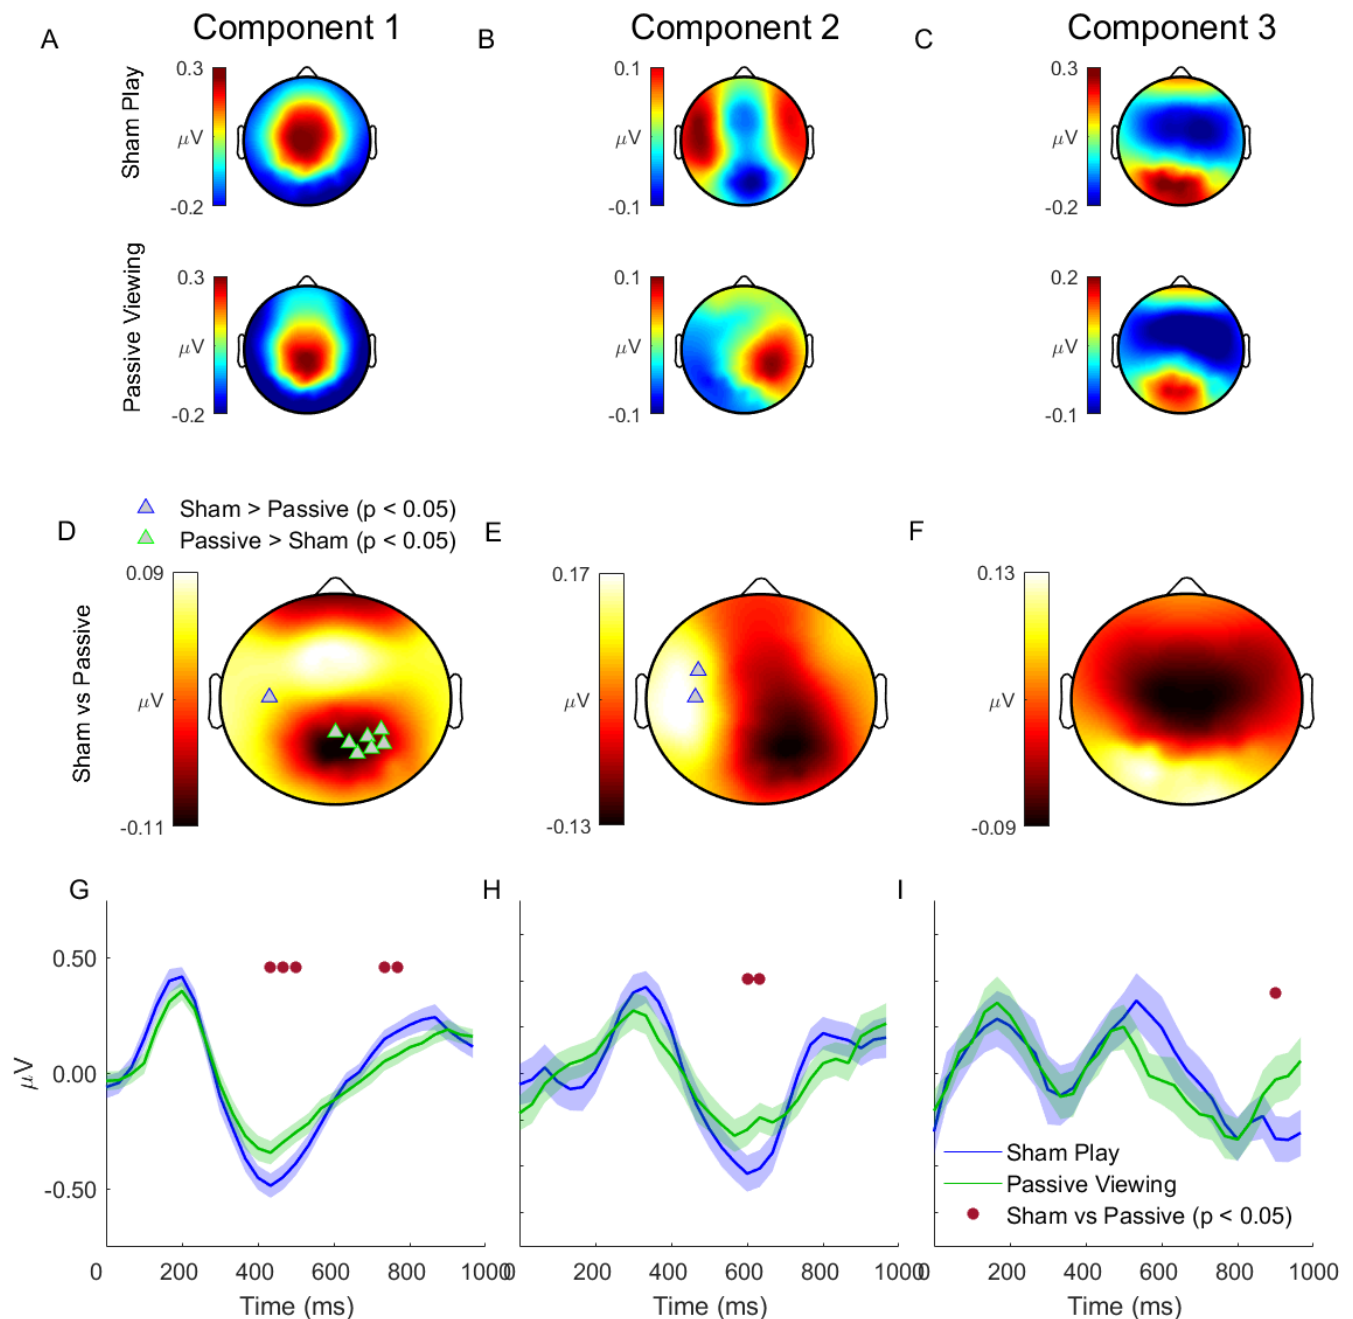 A
Component 1
B
Component 2
C
Component 3
Sham Play
0.3
μV
-0.2
0.1
μV
-0.1
0.3
μV
-0.2
Passive Viewing
0.3
μV
-0.2
0.1
μV
-0.1
0.2
μV
-0.1
Sham > Passive (p < 0.05)
Passive > Sham (p < 0.05)
D
E
F
Sham vs Passive
0.09
μV
-0.11
0.17
μV
-0.13
0.13
μV
-0.09
G
H
I
μV
0.50
0.00
-0.50
Sham Play
Passive Viewing
Sham vs Passive (p < 0.05)
0 200 400 600 800 1000
0 200 400 600 800 1000
0 200 400 600 800 1000
Time (ms)
Time (ms)
Time (ms)